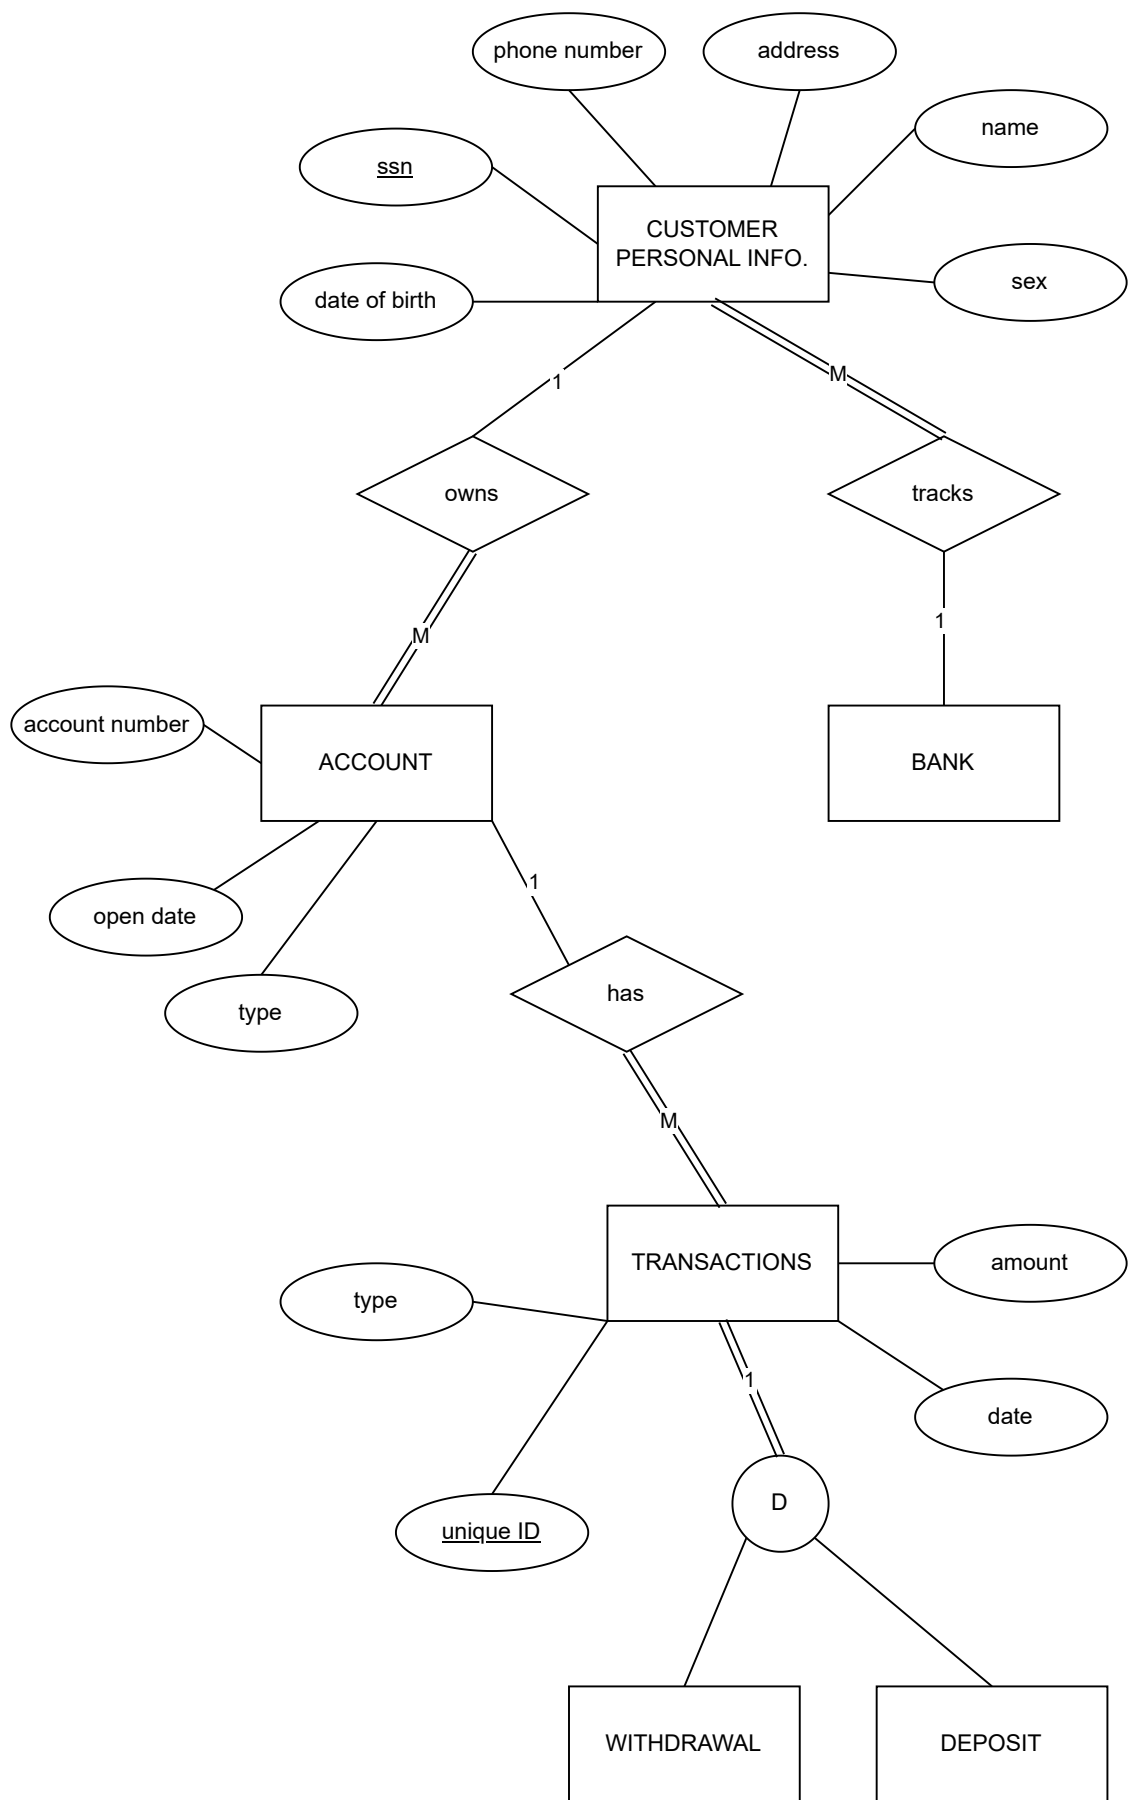 phone number
address
name
ssn
CUSTOMER
PERSONAL INFO.
sex
date of birth
1
M
owns
tracks
M
1
account number
ACCOUNT
BANK
1
open date
has
type
M
TRANSACTIONS
amount
type
1
date
D
unique ID
WITHDRAWAL
DEPOSIT